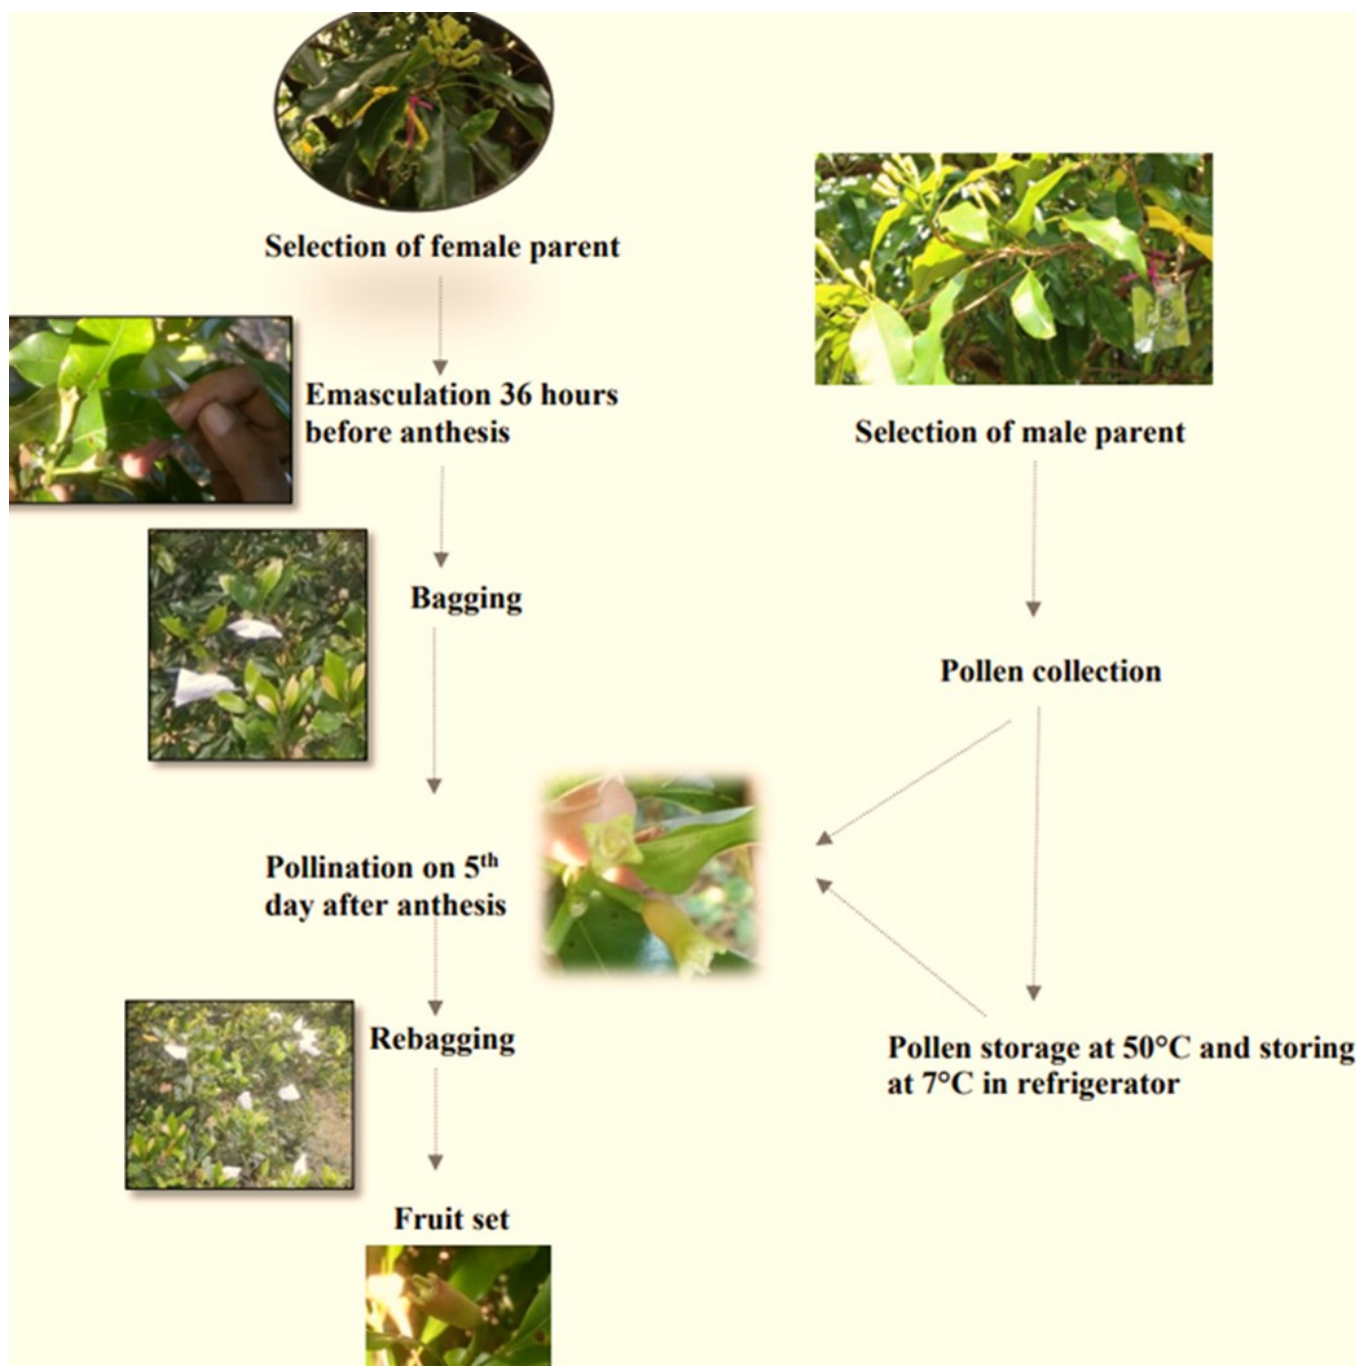 Selection of female parent
Emasculation 36 hours
before anthesis
Bagging
Pollination on 5th
day after anthesis
Rebagging
Fruit set
Selection of male parent
Pollen collection
Pollen storage at 50°C and storing
at 7°C in refrigerator